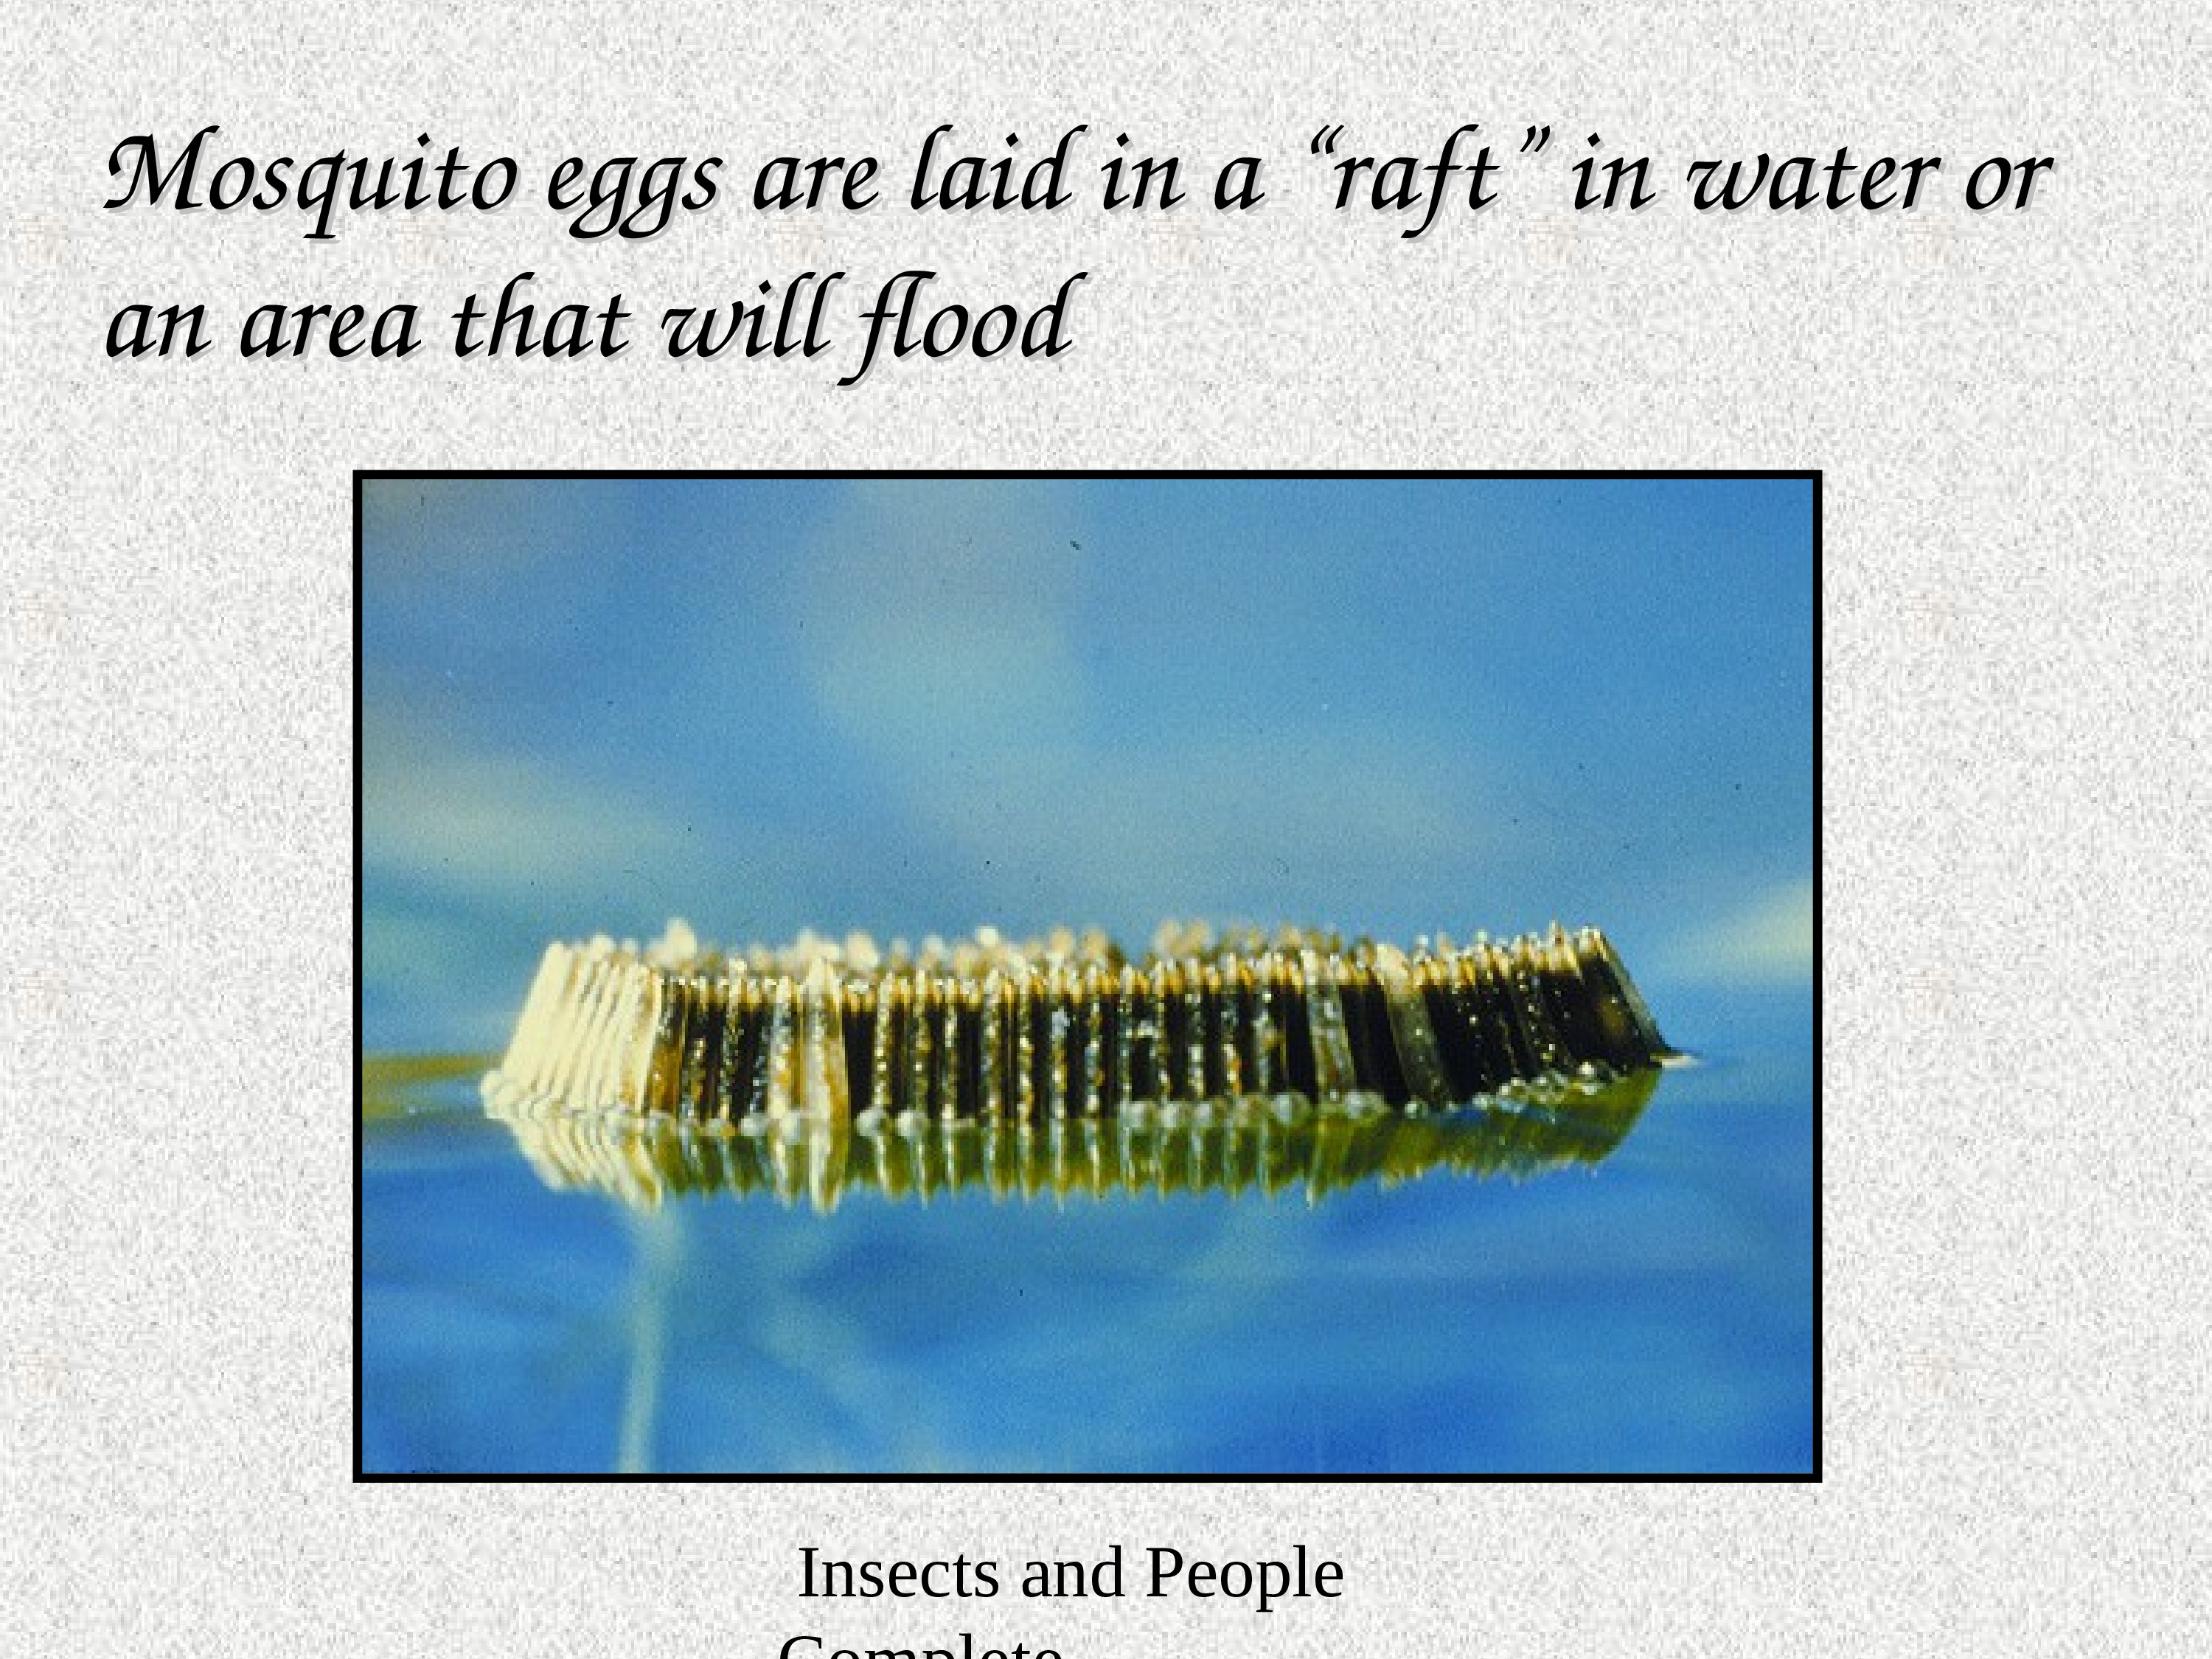 Mosquito eggs are laid in a “raft” in water or
an area that will flood
Insects and People
Complete